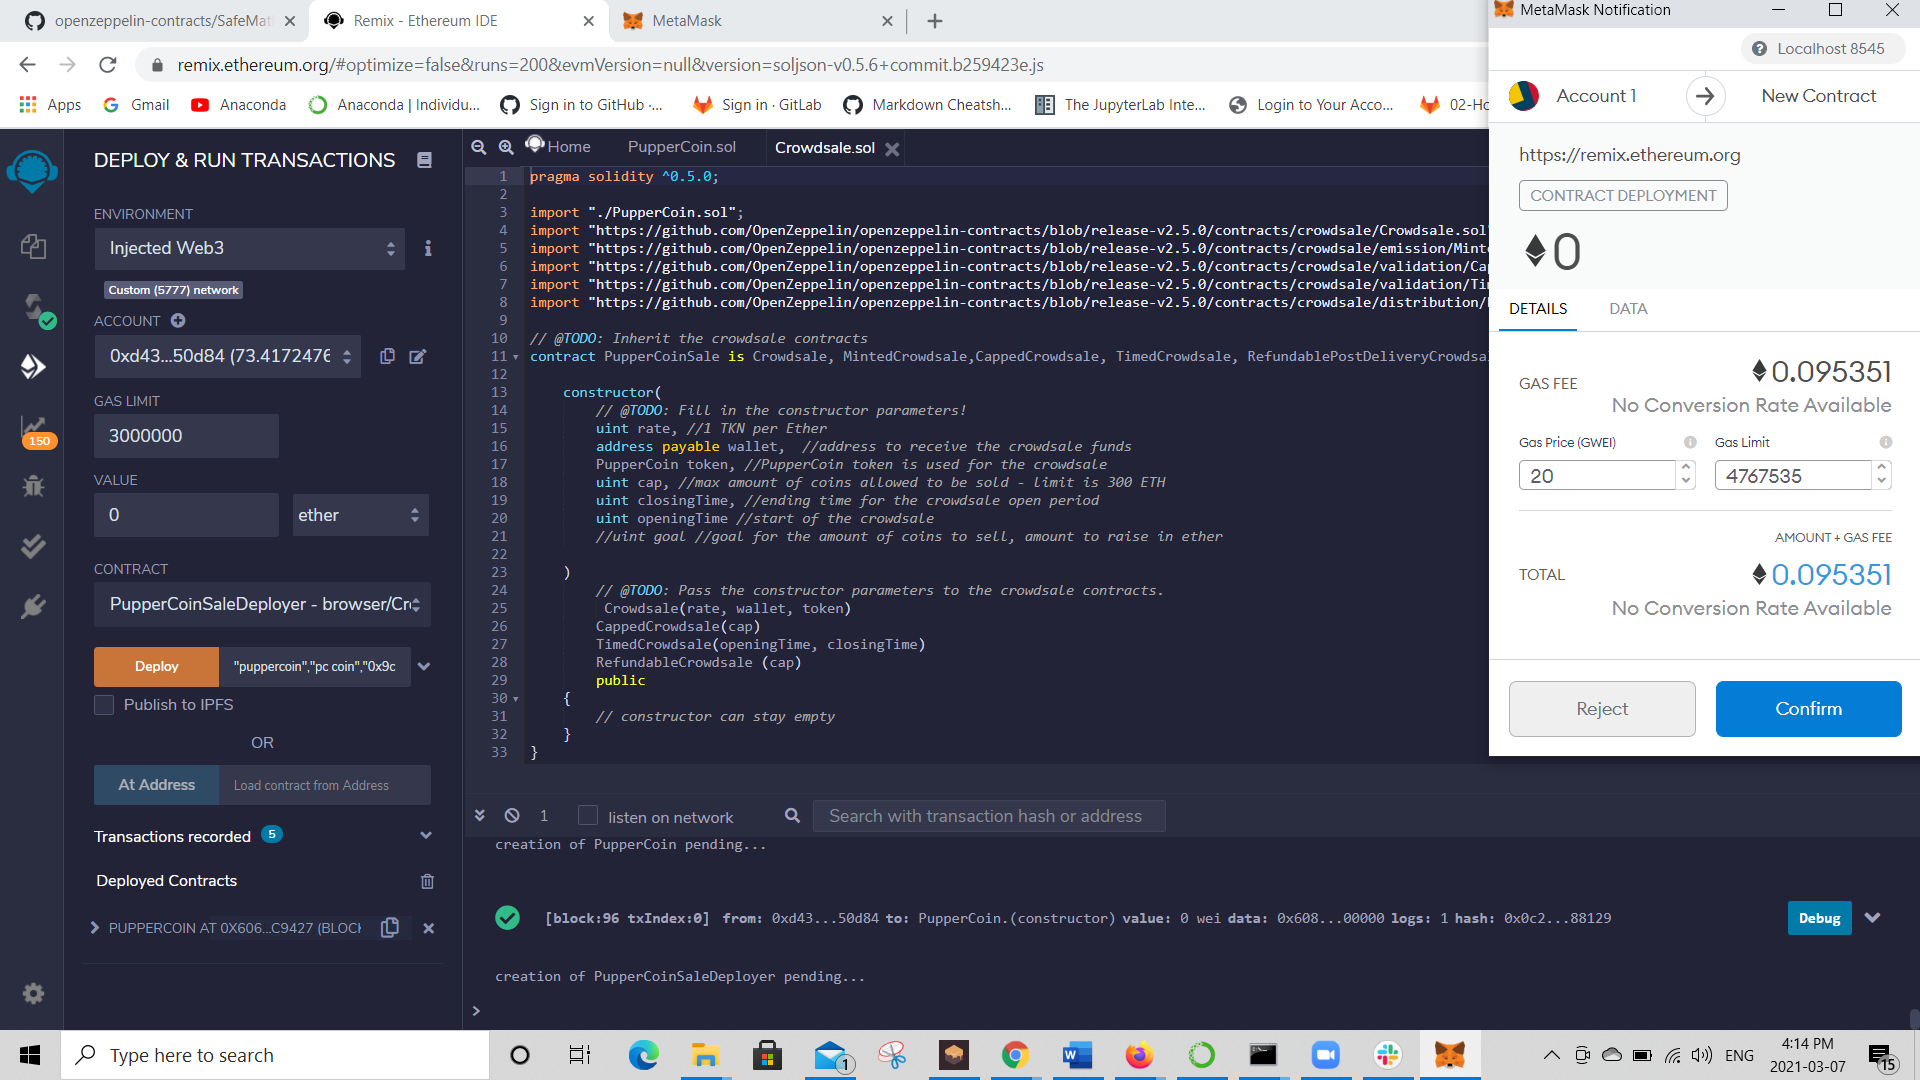 openzeppelin-contracts/SafeMat
Remix - Ethereum IDE
MetaMask
MetaMask Notification
remix.ethereum.org/#optimize=false&runs=200&evmVersion=null&version=soljson-v0.5.6+commit.b259423e.js
Apps
Gmail
Anaconda
Anaconda | Individu...
Sign in to GitHub ·...
Sign in · GitLab
Markdown Cheatsh...
The JupyterLab Inte...
Login to Your Acco...
02-Ho
Localhost 8545
Account 1
New Contract
https://remix.ethereum.org
CONTRACT DEPLOYMENT
0
DETAILS
DATA
GAS FEE
0.095351
No Conversion Rate Available
Gas Price (GWEI)
Gas Limit
20
4767535
AMOUNT + GAS FEE
TOTAL
0.095351
No Conversion Rate Available
Reject
Confirm
DEPLOY & RUN TRANSACTIONS
ENVIRONMENT
Injected Web3
Custom (5777) network
ACCOUNT
0xd43...50d84 (73.4172476
GAS LIMIT
3000000
VALUE
0
ether
CONTRACT
PupperCoinSaleDeployer - browser/Cr
Deploy
"puppercoin","pc coin","0x9c
Publish to IPFS
OR
At Address
Load contract from Address
Transactions recorded 5
Deployed Contracts
PUPPERCOIN AT 0X606...C9427 (BLOCK
150
Home
PupperCoin.sol
Crowdsale.sol
1 pragma solidity ^0.5.0;
2
3 import "./PupperCoin.sol";
4 import "https://github.com/OpenZeppelin/openzeppelin-contracts/blob/release-v2.5.0/contracts/crowdsale/Crowdsale.sol"
5 import "https://github.com/OpenZeppelin/openzeppelin-contracts/blob/release-v2.5.0/contracts/crowdsale/emission/Minte
6 import "https://github.com/OpenZeppelin/openzeppelin-contracts/blob/release-v2.5.0/contracts/crowdsale/validation/Cap
7 import "https://github.com/OpenZeppelin/openzeppelin-contracts/blob/release-v2.5.0/contracts/crowdsale/validation/Tim
8 import "https://github.com/OpenZeppelin/openzeppelin-contracts/blob/release-v2.5.0/contracts/crowdsale/distribution/
9
10 // @TODO: Inherit the crowdsale contracts
11 contract PupperCoinSale is Crowdsale, MintedCrowdsale,CappedCrowdsale, TimedCrowdsale, RefundablePostDeliveryCrowdsal
12
13 constructor(
14 // @TODO: Fill in the constructor parameters!
15 uint rate, //1 TKN per Ether
16 address payable wallet, //address to receive the crowdsale funds
17 PupperCoin token, //PupperCoin token is used for the crowdsale
18 uint cap, //max amount of coins allowed to be sold - limit is 300 ETH
19 uint closingTime, //ending time for the crowdsale open period
20 uint openingTime //start of the crowdsale
21 //uint goal //goal for the amount of coins to sell, amount to raise in ether
22
23 )
24 // @TODO: Pass the constructor parameters to the crowdsale contracts.
25 Crowdsale(rate, wallet, token)
26 CappedCrowdsale(cap)
27 TimedCrowdsale(openingTime, closingTime)
28 RefundableCrowdsale (cap)
29 public
30 {
31 // constructor can stay empty
32 }
33 }
1
listen on network
Search with transaction hash or address
creation of PupperCoin pending...
[block:96 txIndex:0] from: 0xd43...50d84 to: PupperCoin.(constructor) value: 0 wei data: 0x608...00000 logs: 1 hash: 0x0c2...88129
Debug
creation of PupperCoinSaleDeployer pending...
>
Type here to search
1
ENG
4:14 PM
2021-03-07
15